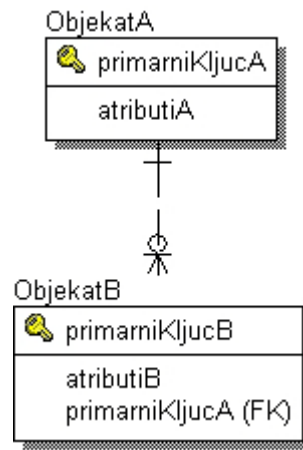 ObjekatA
primarniKljucA
atributiA
ObjekatB
primarniKljucB
atributiB
primarniKljucA (FK)